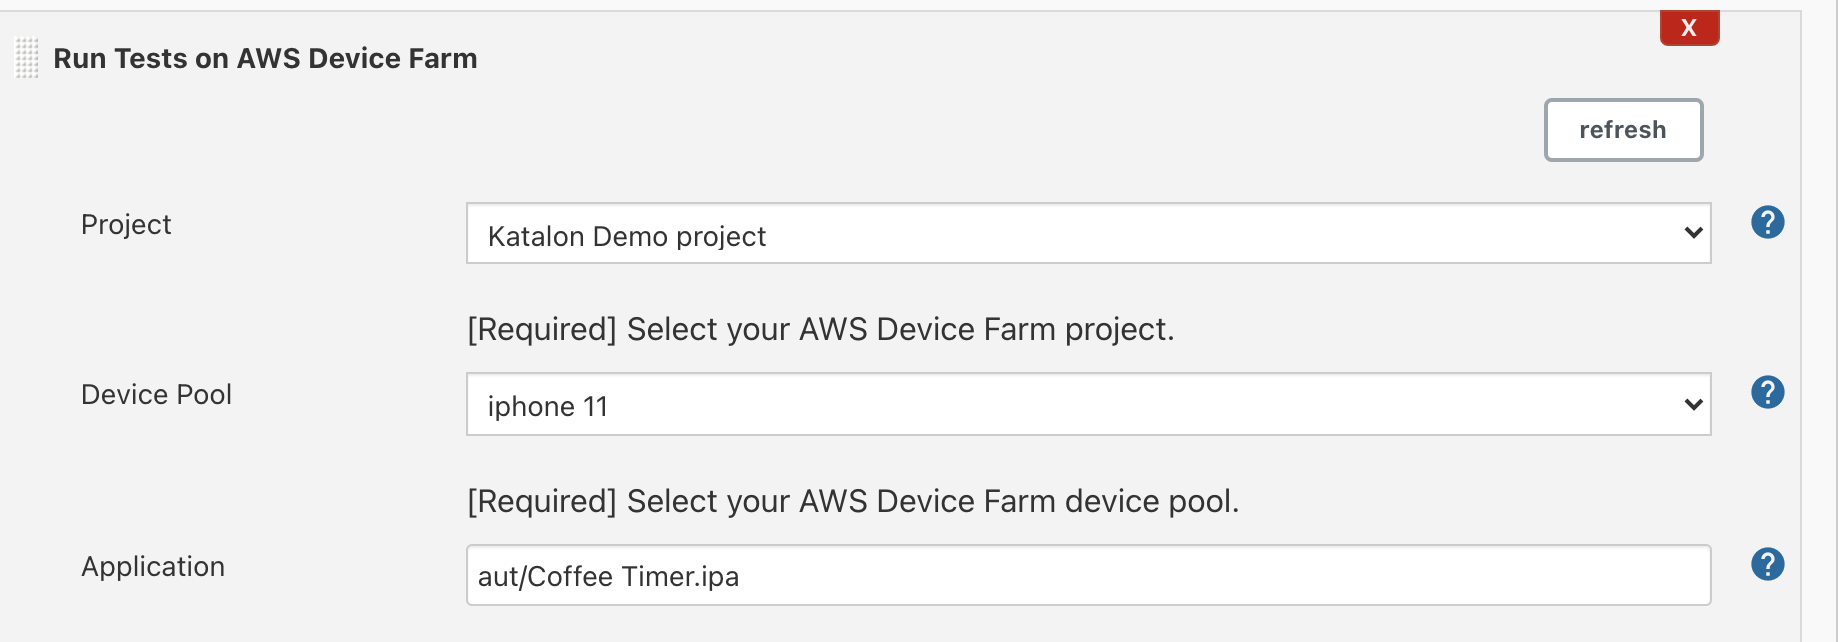 X
Run Tests on AWS Device Farm
refresh
Project
Katalon Demo project
?
[Required] Select your AWS Device Farm project.
Device Pool
iphone 11
?
[Required] Select your AWS Device Farm device pool.
Application
aut/Coffee Timer.ipa
?